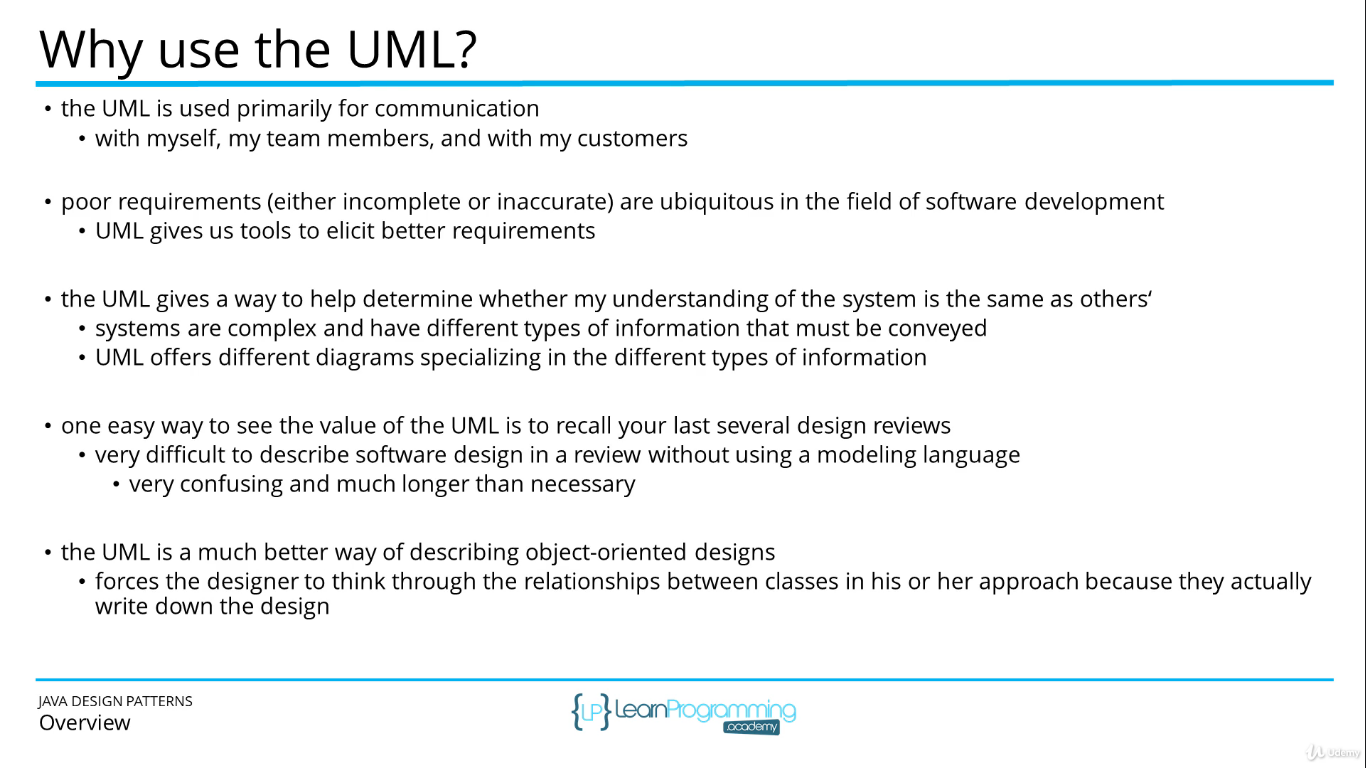 Why use the UML?
• the UML is used primarily for communication
• with myself, my team members, and with my customers
• poor requirements (either incomplete or inaccurate) are ubiquitous in the field of software development
• UML gives us tools to elicit better requirements
• the UML gives a way to help determine whether my understanding of the system is the same as others‘
• systems are complex and have different types of information that must be conveyed
• UML offers different diagrams specializing in the different types of information
• one easy way to see the value of the UML is to recall your last several design reviews
• very difficult to describe software design in a review without using a modeling language
• very confusing and much longer than necessary
• the UML is a much better way of describing object-oriented designs
• forces the designer to think through the relationships between classes in his or her approach because they actually
write down the design
JAVA DESIGN PATTERNS
Overview
{LP} LearnProgramming
.academy
Udemy